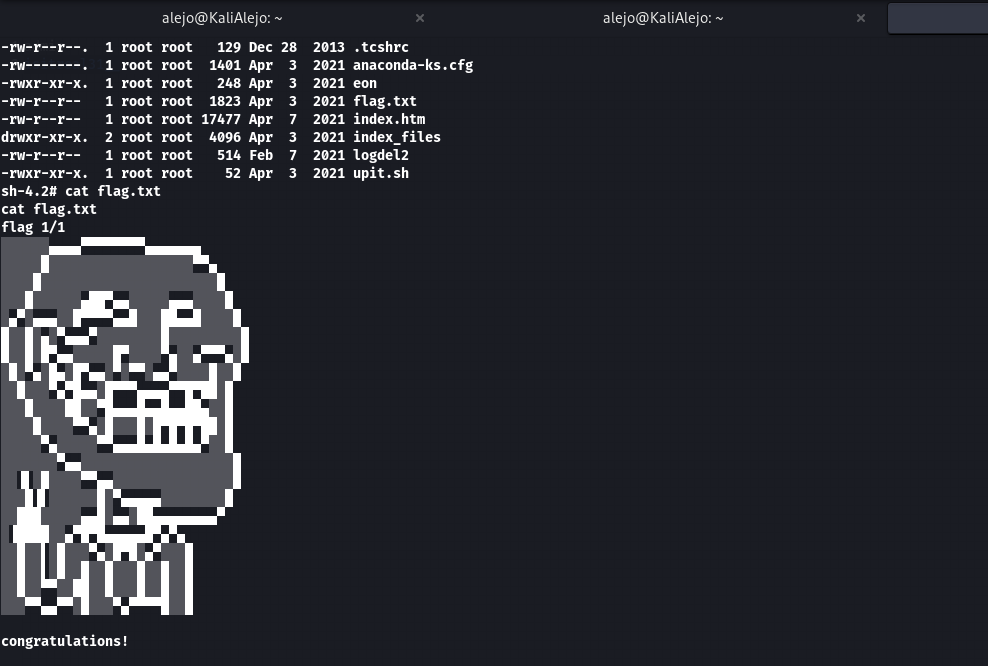 alejo@KaliAlejo: ~ × alejo@KaliAlejo: ~ ×
-rw-r--r--.  1 root root   129 Dec 28  2013 .tcshrc
-rw-------.  1 root root  1401 Apr  3  2021 anaconda-ks.cfg
-rwxr-xr-x.  1 root root   248 Apr  3  2021 eon
-rw-r--r--   1 root root  1823 Apr  3  2021 flag.txt
-rw-r--r--   1 root root 17477 Apr  7  2021 index.htm
drwxr-xr-x.  2 root root  4096 Apr  3  2021 index_files
-rw-r--r--   1 root root   514 Feb  7  2021 logdel2
-rwxr-xr-x.  1 root root    52 Apr  3  2021 upit.sh
sh-4.2# cat flag.txt
cat flag.txt
flag 1/1
congratulations!